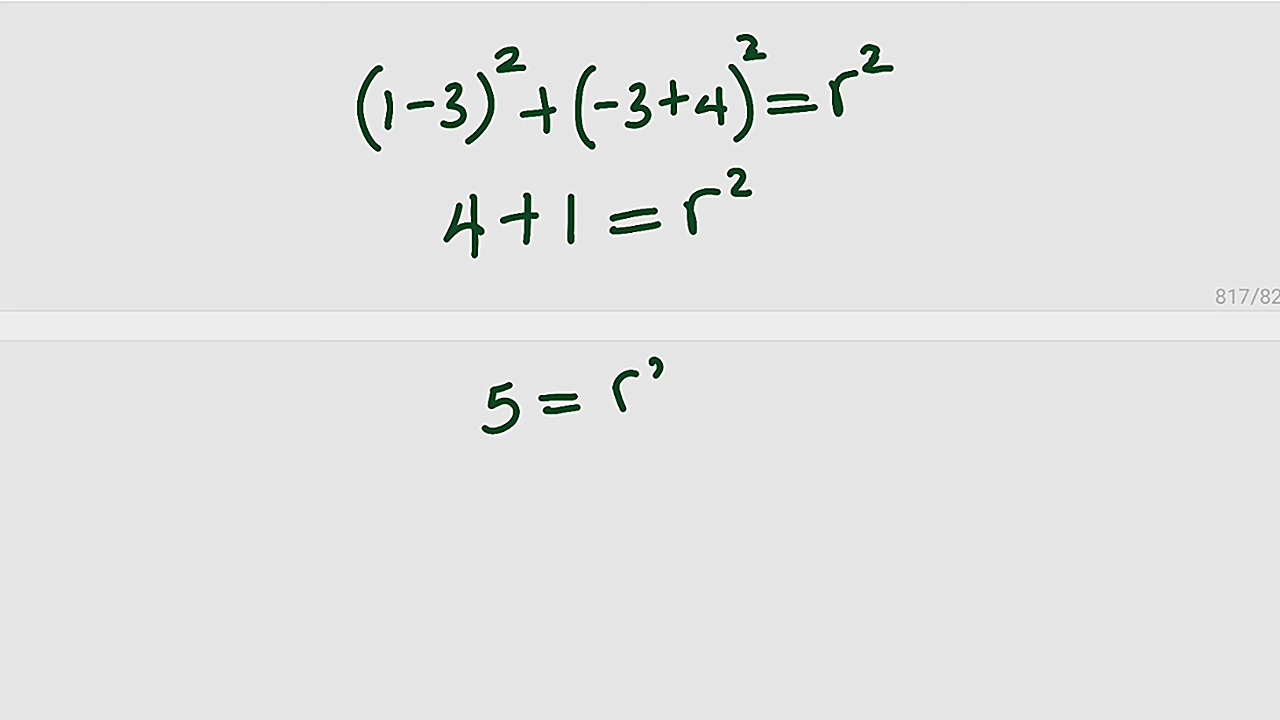 (1-3)² + (-3+4)² = r²
4 + 1 = r²
817/82
5 = r